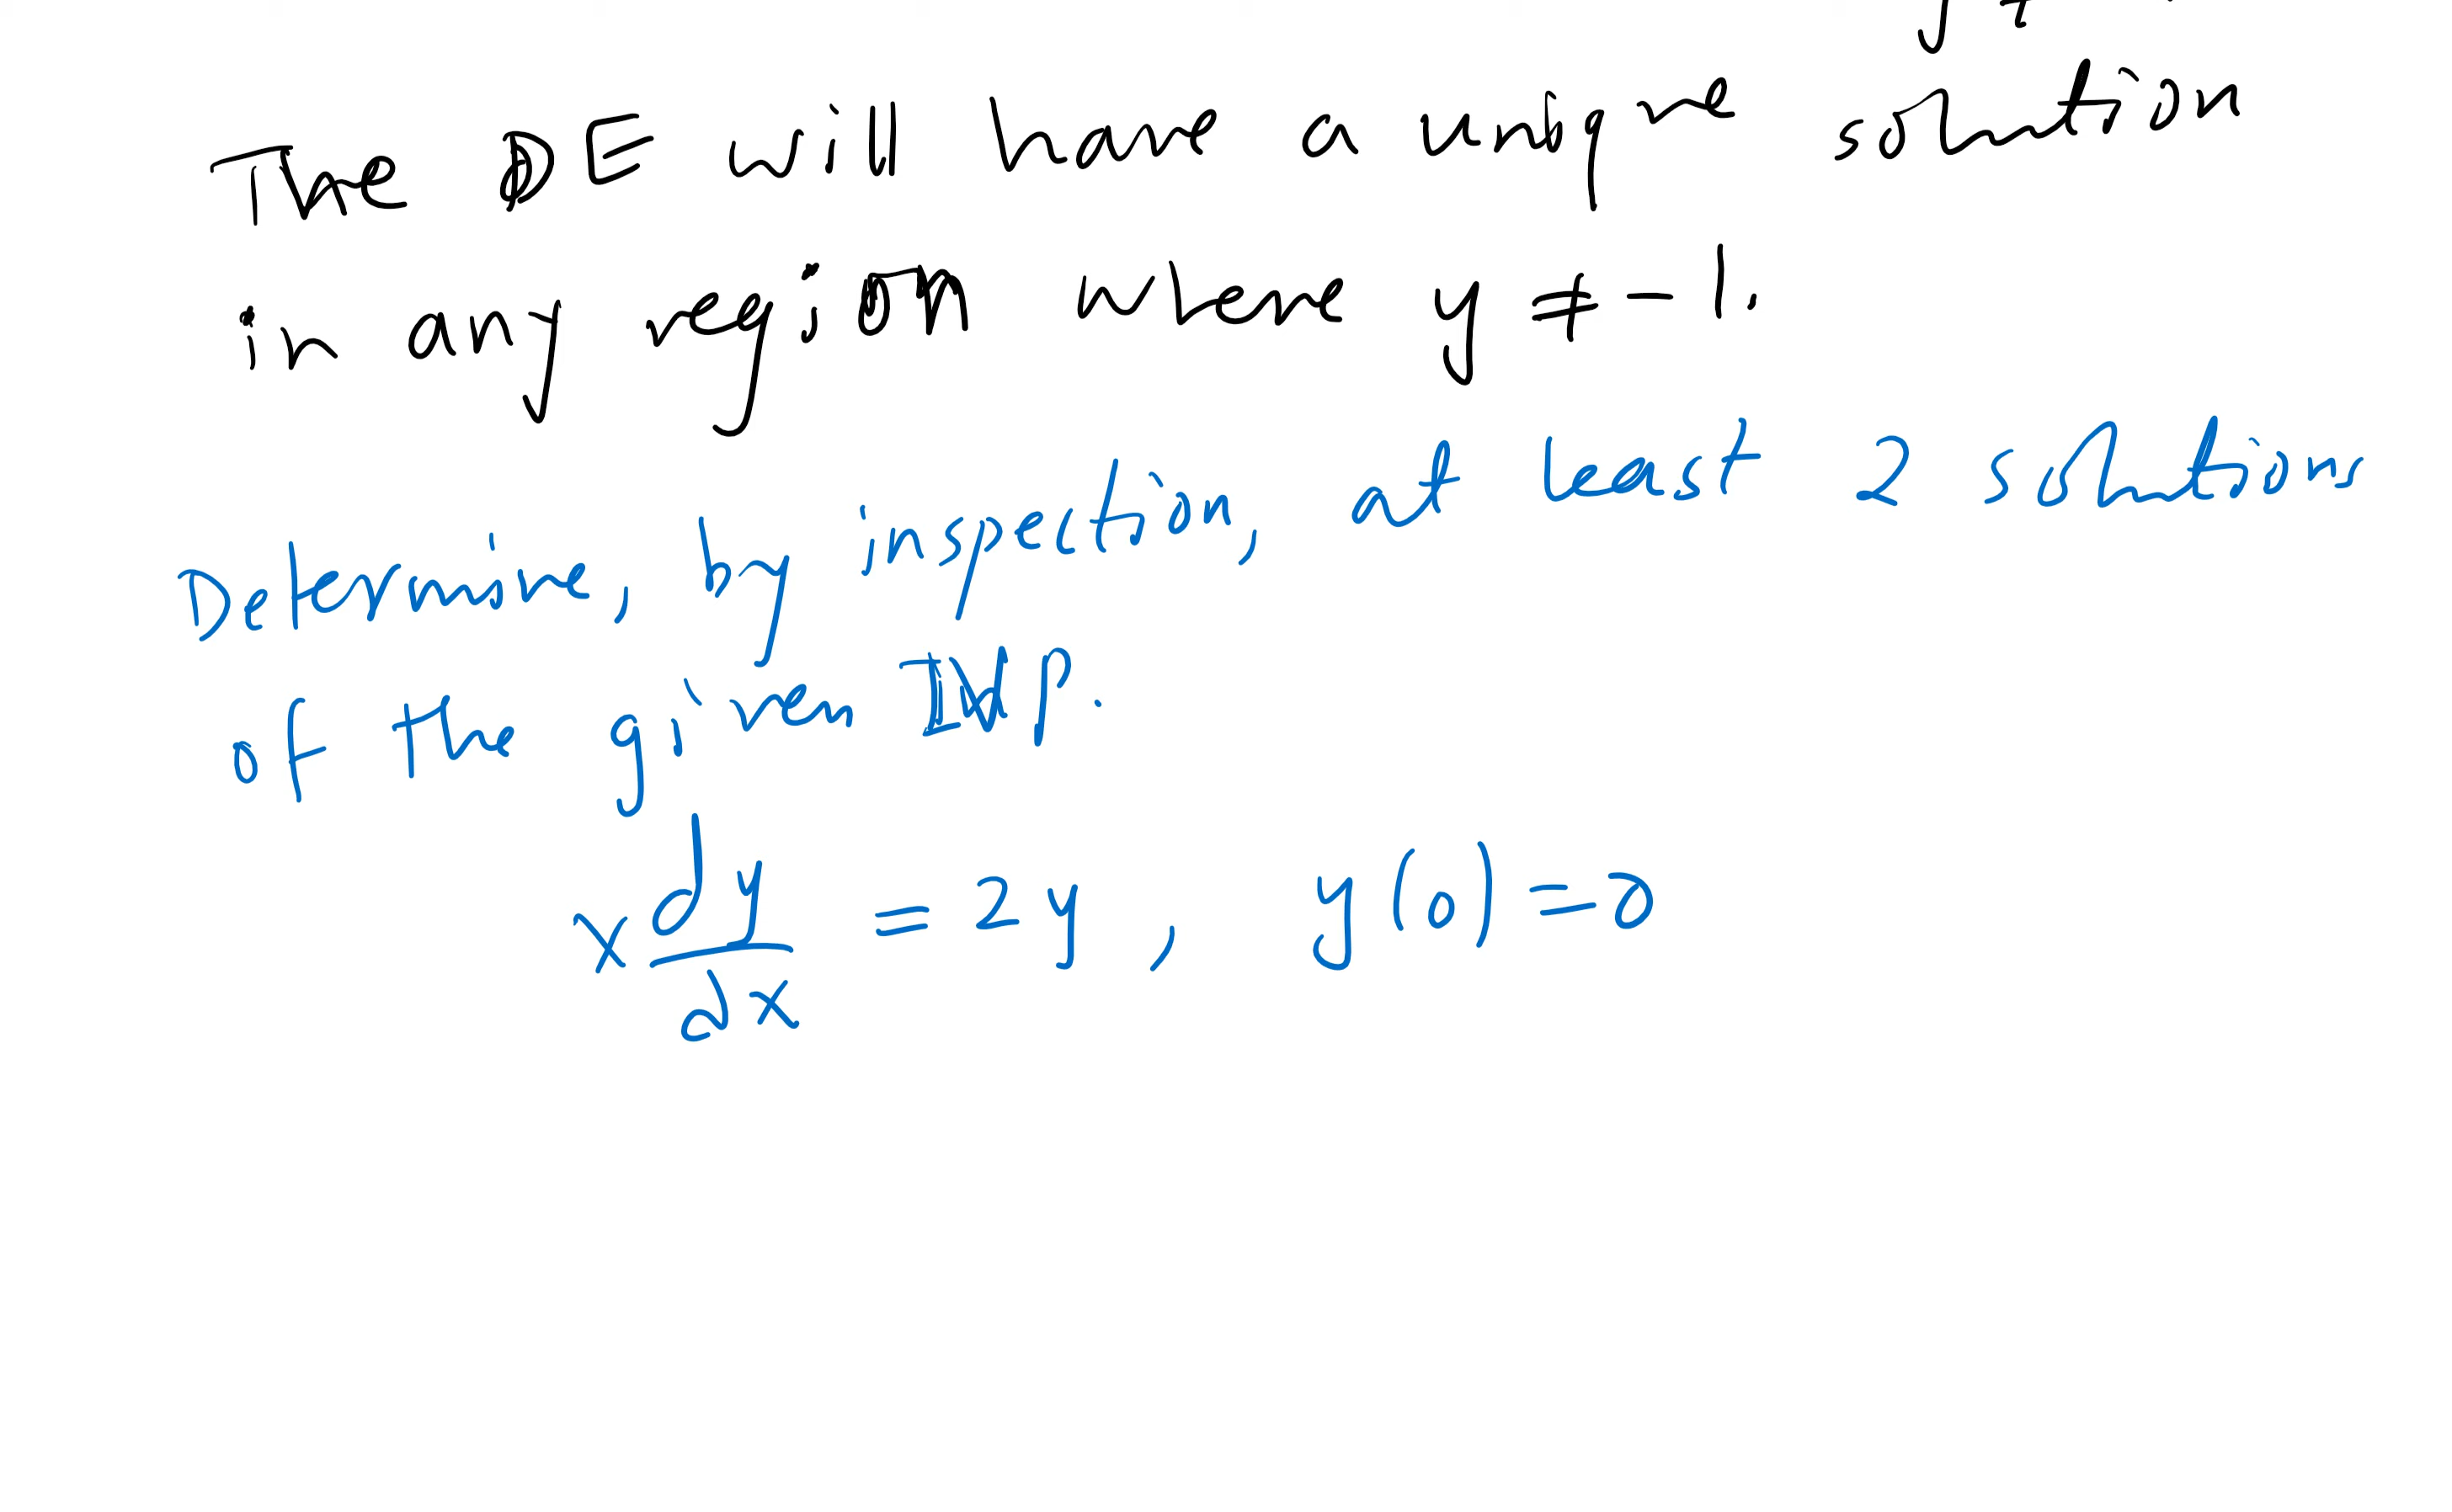 The DE will have a unique solution
in any region where y ≠ -1.
Determine, by inspection, at least 2 solutions
of the given IVP.
x dy/dx = 2y, y(0) = 0